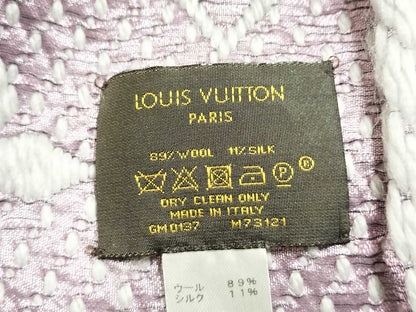 LOUIS VUITTON
PARIS
89%WOOL 11%SILK
P
DRY CLEAN ONLY
MADE IN ITALY
GM0137 M73121
ウール 89%
シルク 11%